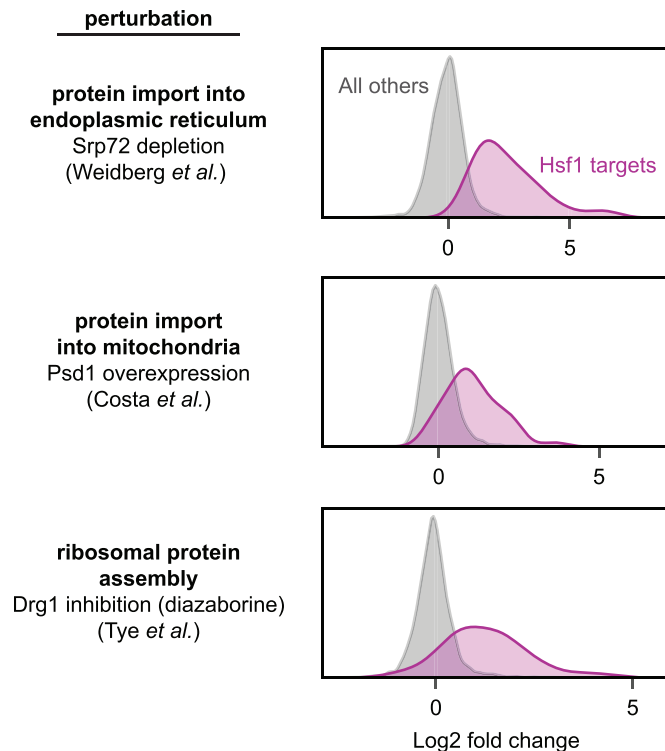 perturbation
protein import into
endoplasmic reticulum
Srp72 depletion
(Weidberg et al.)
All others
Hsf1 targets
0 5
protein import
into mitochondria
Psd1 overexpression
(Costa et al.)
0 5
ribosomal protein
assembly
Drg1 inhibition (diazaborine)
(Tye et al.)
0 5
Log2 fold change